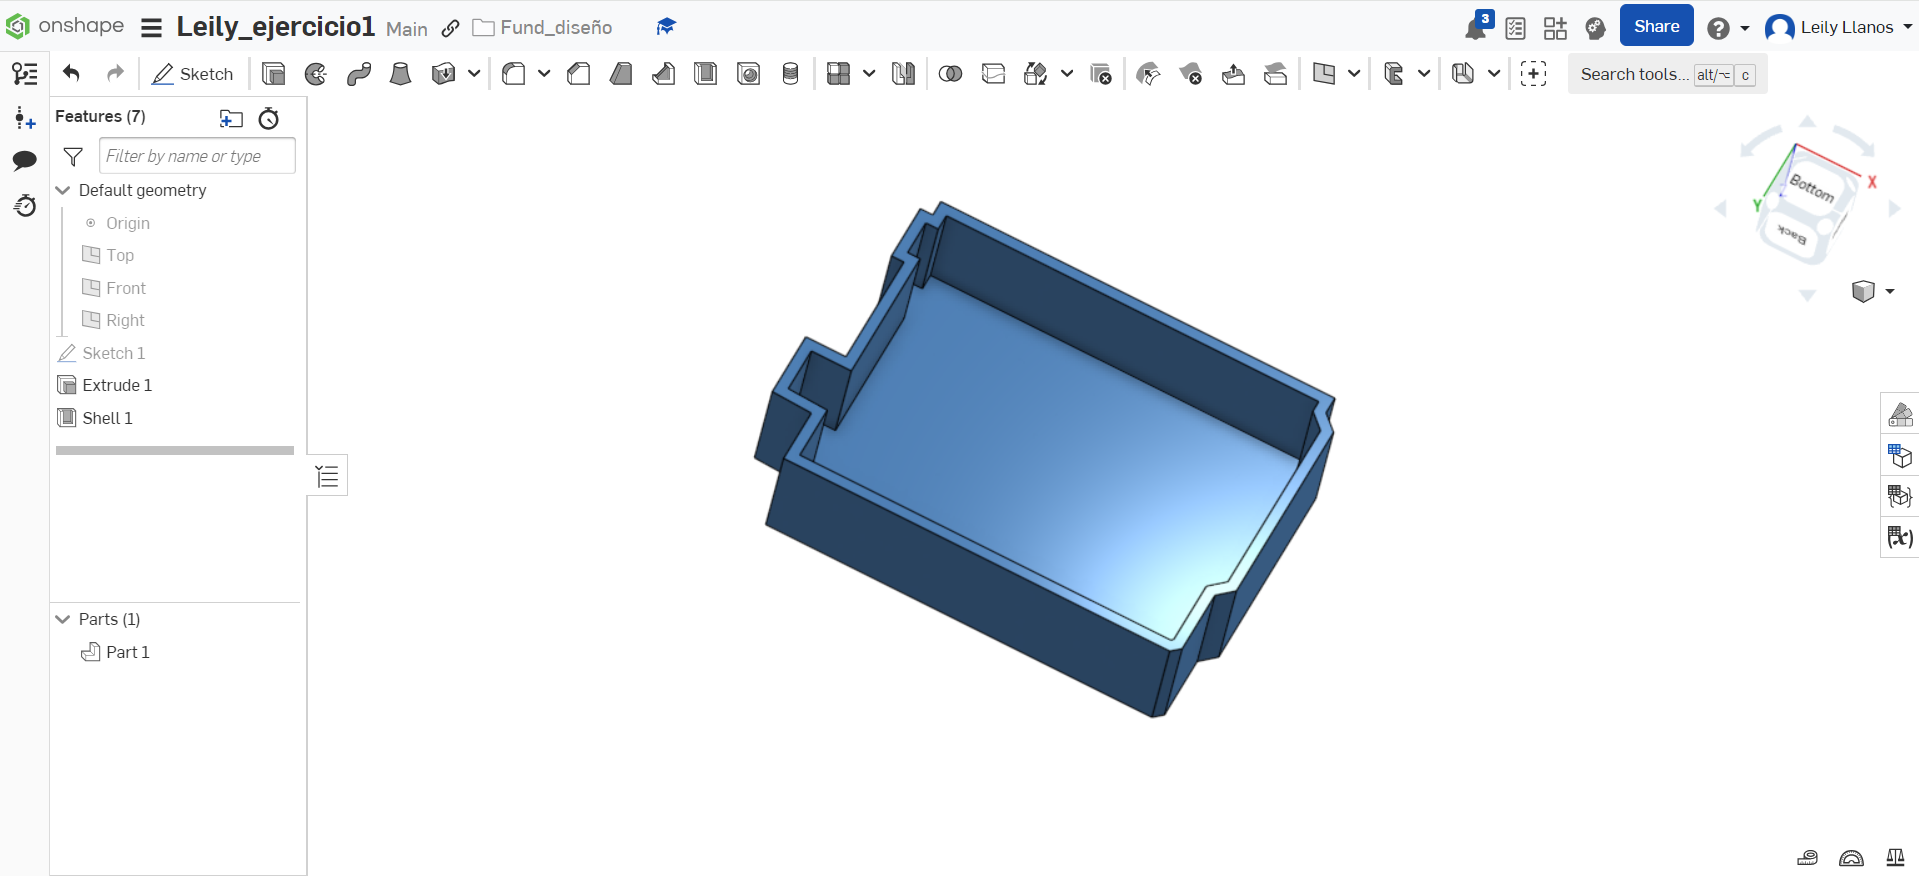 onshape Leily_ejercicio1 Main Fund_diseño 3 Share Leily Llanos
Sketch Search tools... alt/⌥ c
Features (7)
Filter by name or type
Default geometry
Origin
Top
Front
Right
Sketch 1
Extrude 1
Shell 1
Parts (1)
Part 1
Bottom
Back
X
Y
Z
(x)